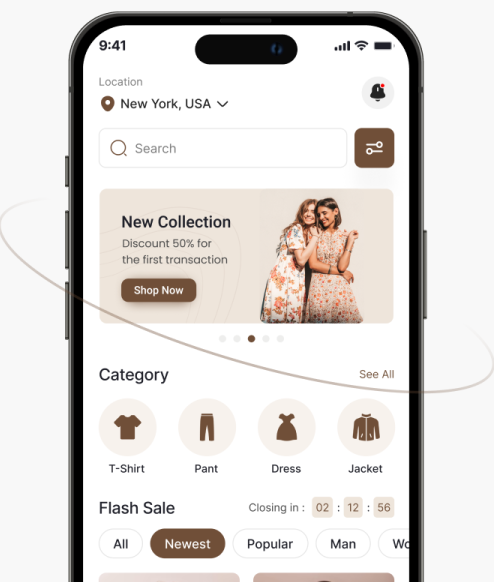 9:41
Location
New York, USA
Search
New Collection
Discount 50% for
the first transaction
Shop Now
Category
See All
T-Shirt Pant Dress Jacket
Flash Sale
Closing in : 02 : 12 : 56
All Newest Popular Man Wo